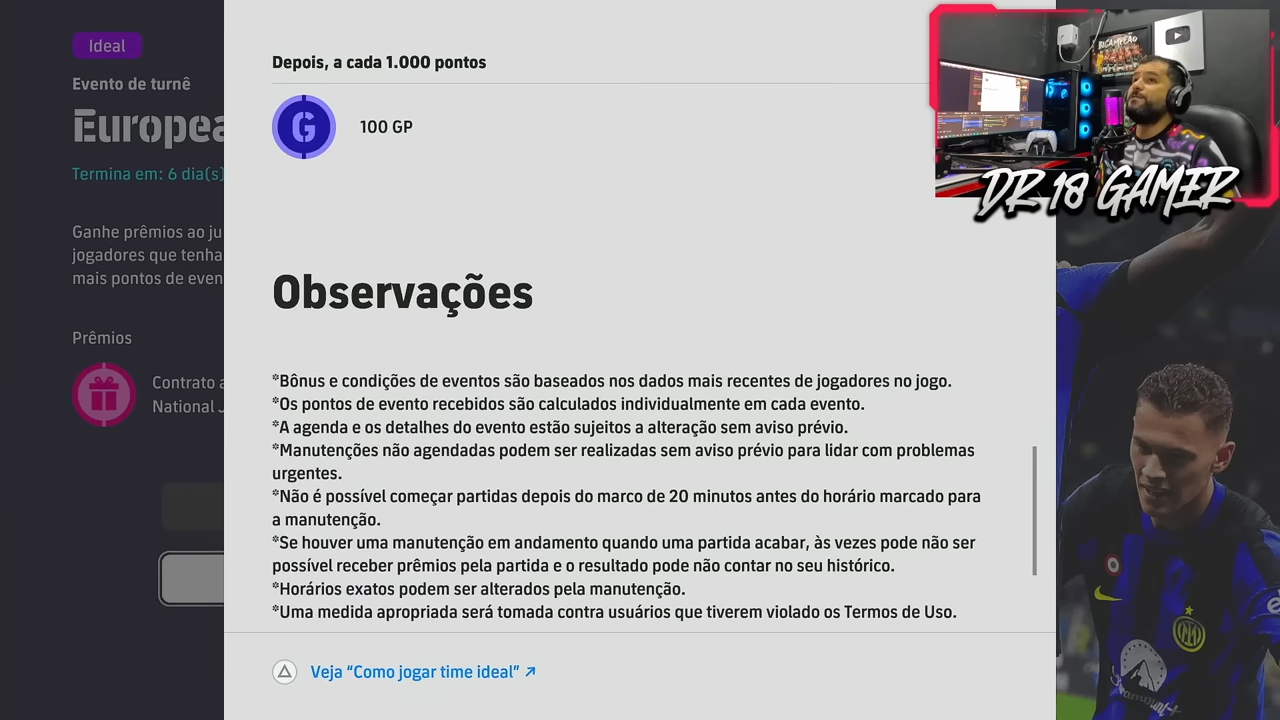 Ideal
Evento de turnê
Europea
Termina em: 6 dia(s)
Ganhe prêmios ao ju
jogadores que tenha
mais pontos de even
Prêmios
Contrato a
National J
Depois, a cada 1.000 pontos
G
100 GP
Observações
*Bônus e condições de eventos são baseados nos dados mais recentes de jogadores no jogo.
*Os pontos de evento recebidos são calculados individualmente em cada evento.
*A agenda e os detalhes do evento estão sujeitos a alteração sem aviso prévio.
*Manutenções não agendadas podem ser realizadas sem aviso prévio para lidar com problemas
urgentes.
*Não é possível começar partidas depois do marco de 20 minutos antes do horário marcado para
a manutenção.
*Se houver uma manutenção em andamento quando uma partida acabar, às vezes pode não ser
possível receber prêmios pela partida e o resultado pode não contar no seu histórico.
*Horários exatos podem ser alterados pela manutenção.
*Uma medida apropriada será tomada contra usuários que tiverem violado os Termos de Uso.
Veja “Como jogar time ideal” ↗
BICAMPEÃO
DR 18 GAMER
Paramount+